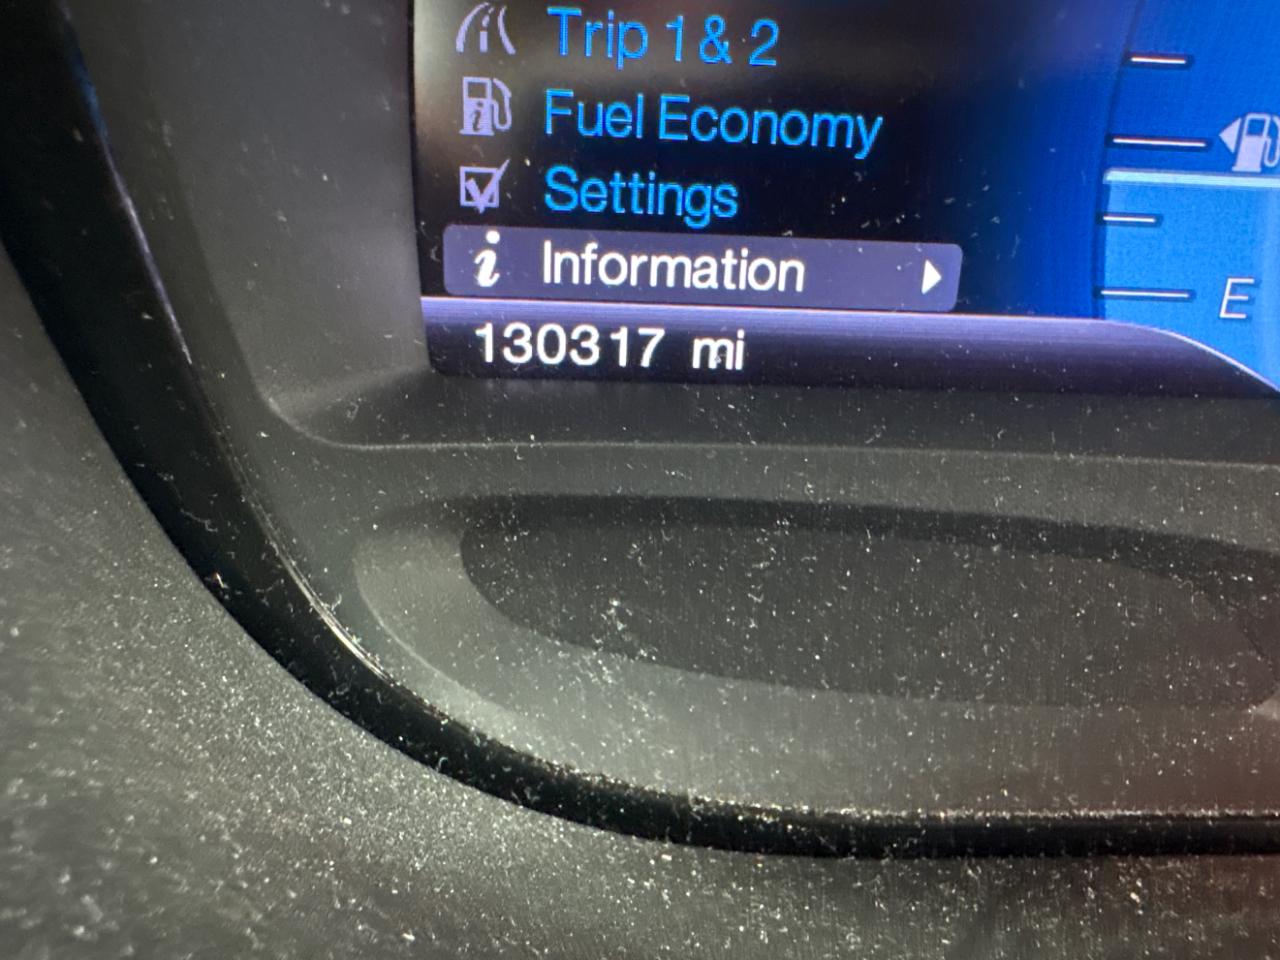 Trip 1 & 2
Fuel Economy
Settings
i Information
130317 mi
E